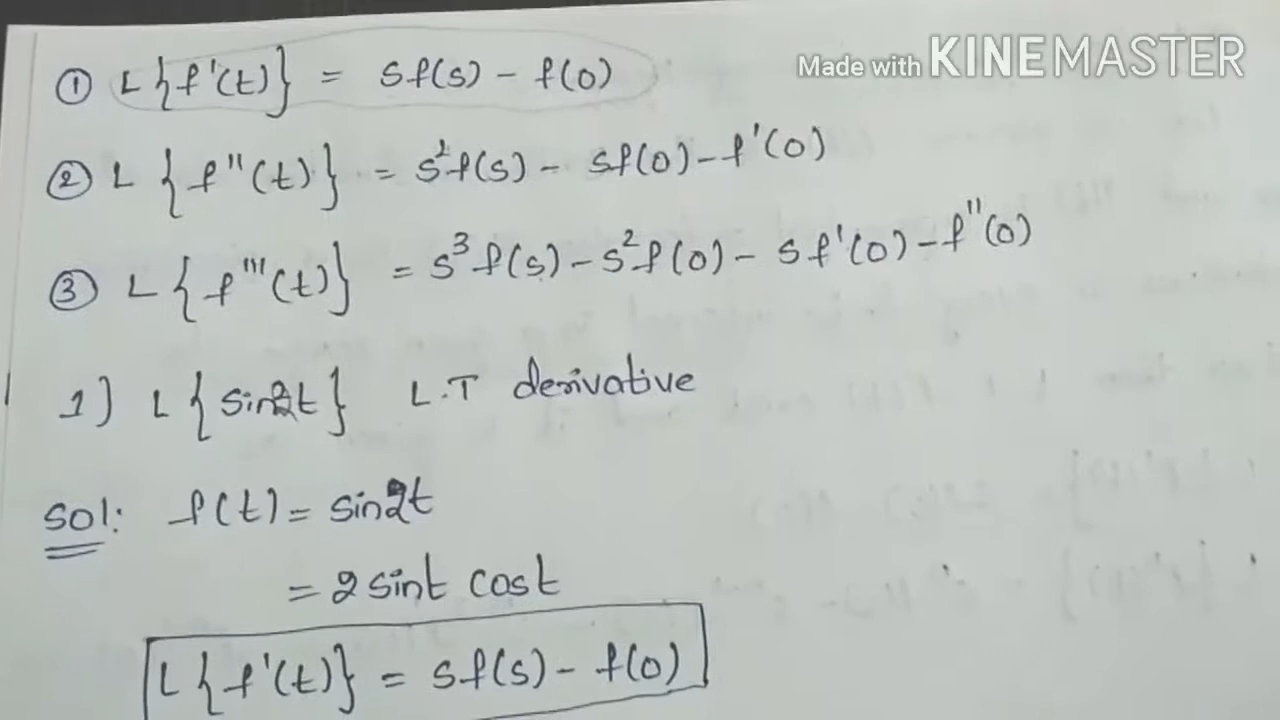 Made with KINEMASTER
① L{f'(t)} = sf(s) - f(0)
② L {f''(t)} = s²f(s) - sf(0) - f'(0)
③ L{f'''(t)} = s³f(s) - s²f(0) - sf'(0) - f''(0)
1) L{sin2t} L.T derivative
Sol: f(t) = sin2t
= 2 sint cost
L{f'(t)} = sf(s) - f(0)